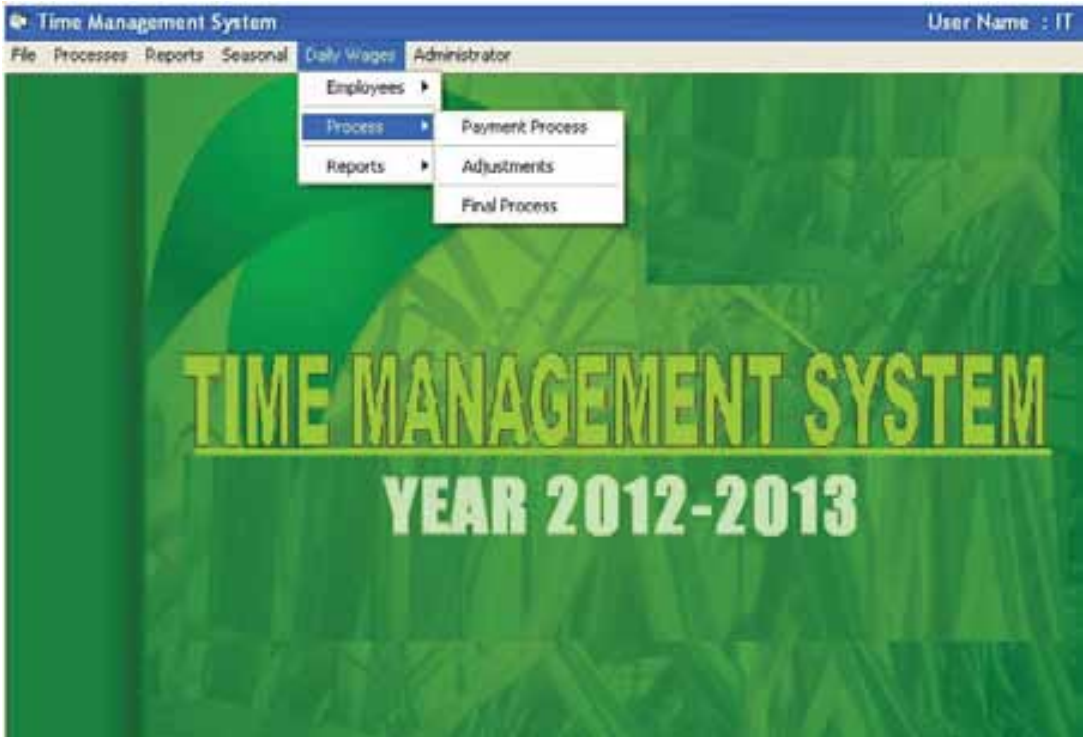 Time Management System User Name : IT
File Processes Reports Seasonal Daily Wages Administrator
Employees
Process
Reports
Payment Process
Adjustments
Final Process
TIME MANAGEMENT SYSTEM
YEAR 2012-2013